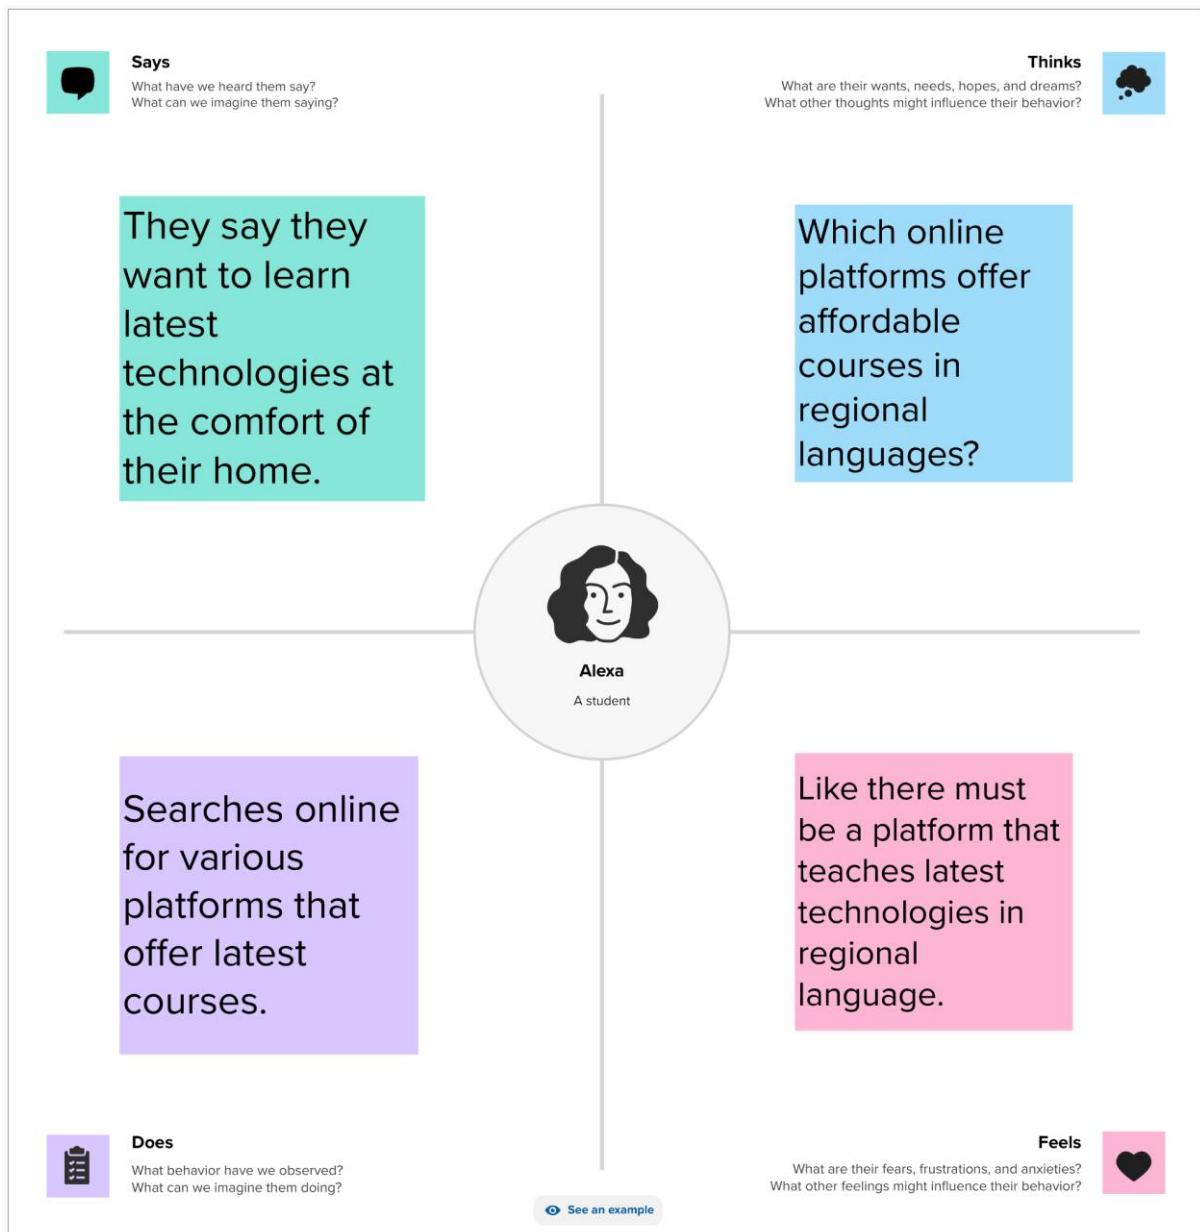 Says
What have we heard them say?
What can we imagine them saying?
Thinks
What are their wants, needs, hopes, and dreams?
What other thoughts might influence their behavior?
They say they
want to learn
latest
technologies at
the comfort of
their home.
Which online
platforms offer
affordable
courses in
regional
languages?
Alexa
A student
Searches online
for various
platforms that
offer latest
courses.
Like there must
be a platform that
teaches latest
technologies in
regional
language.
Does
What behavior have we observed?
What can we imagine them doing?
Feels
What are their fears, frustrations, and anxieties?
What other feelings might influence their behavior?
See an example